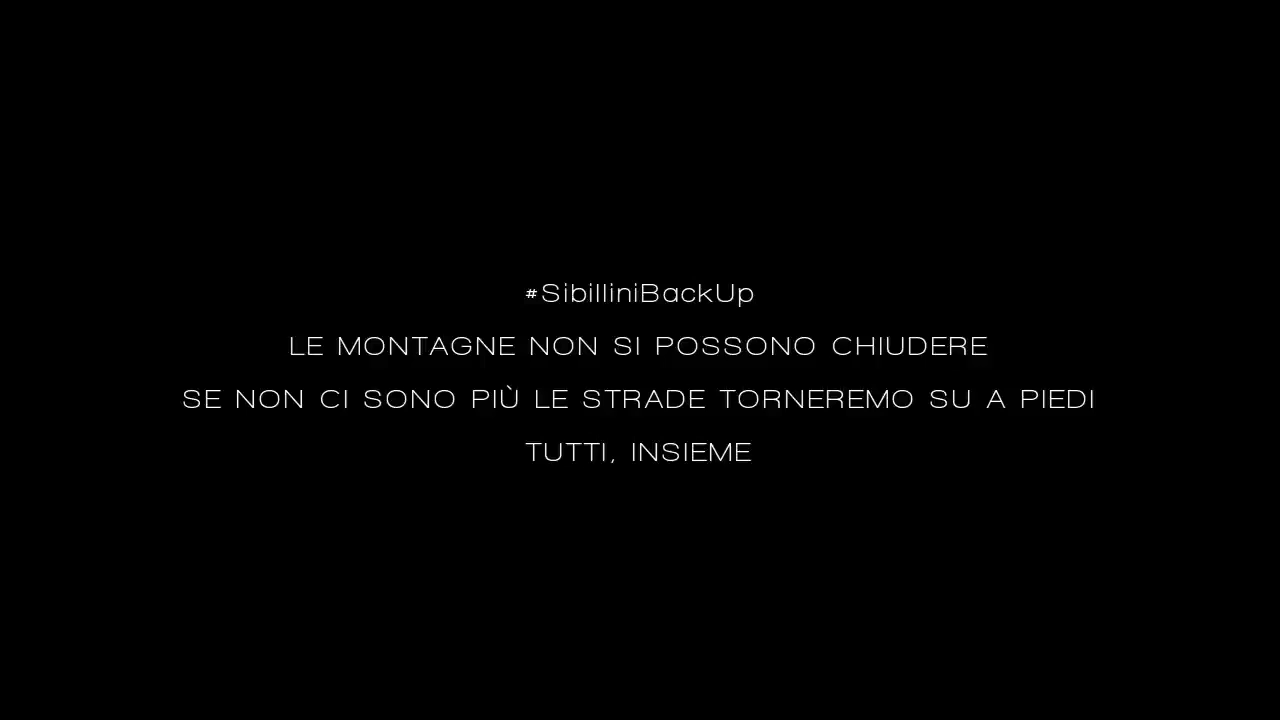 #SibilliniBackUp
LE MONTAGNE NON SI POSSONO CHIUDERE
SE NON CI SONO PIÙ LE STRADE TORNEREMO SU A PIEDI
TUTTI, INSIEME